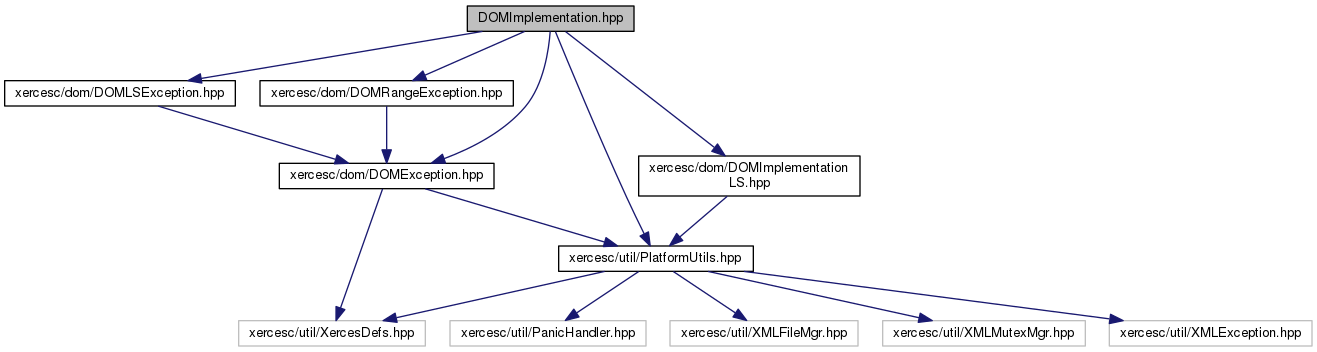 DOMImplementation.hpp
xercesc/dom/DOMLSException.hpp
xercesc/dom/DOMRangeException.hpp
xercesc/dom/DOMException.hpp
xercesc/dom/DOMImplementation
LS.hpp
xercesc/util/PlatformUtils.hpp
xercesc/util/XercesDefs.hpp
xercesc/util/PanicHandler.hpp
xercesc/util/XMLFileMgr.hpp
xercesc/util/XMLMutexMgr.hpp
xercesc/util/XMLException.hpp